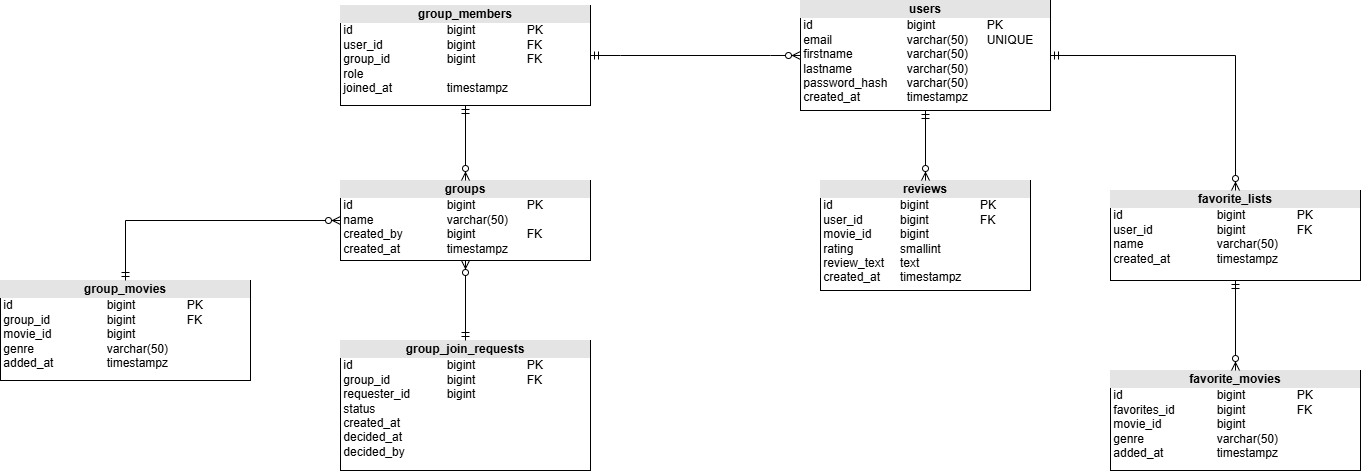 group_members
id bigint PK
user_id bigint FK
group_id bigint FK
role
joined_at timestampz
users
id bigint PK
email varchar(50) UNIQUE
firstname varchar(50)
lastname varchar(50)
password_hash varchar(50)
created_at timestampz
groups
id bigint PK
name varchar(50)
created_by bigint FK
created_at timestampz
reviews
id bigint PK
user_id bigint FK
movie_id bigint
rating smallint
review_text text
created_at timestampz
favorite_lists
id bigint PK
user_id bigint FK
name varchar(50)
created_at timestampz
group_movies
id bigint PK
group_id bigint FK
movie_id bigint
genre varchar(50)
added_at timestampz
group_join_requests
id bigint PK
group_id bigint FK
requester_id bigint
status
created_at
decided_at
decided_by
favorite_movies
id bigint PK
favorites_id bigint FK
movie_id bigint
genre varchar(50)
added_at timestampz